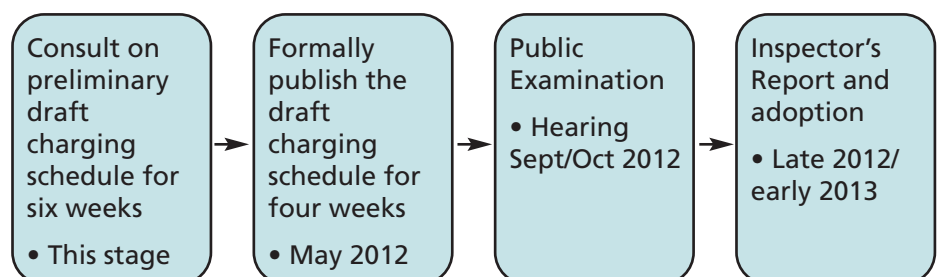 Consult on
preliminary
draft
charging
schedule for
six weeks
• This stage
Formally
publish the
draft
charging
schedule for
four weeks
• May 2012
Public
Examination
• Hearing
Sept/Oct 2012
Inspector's
Report and
adoption
• Late 2012/
early 2013